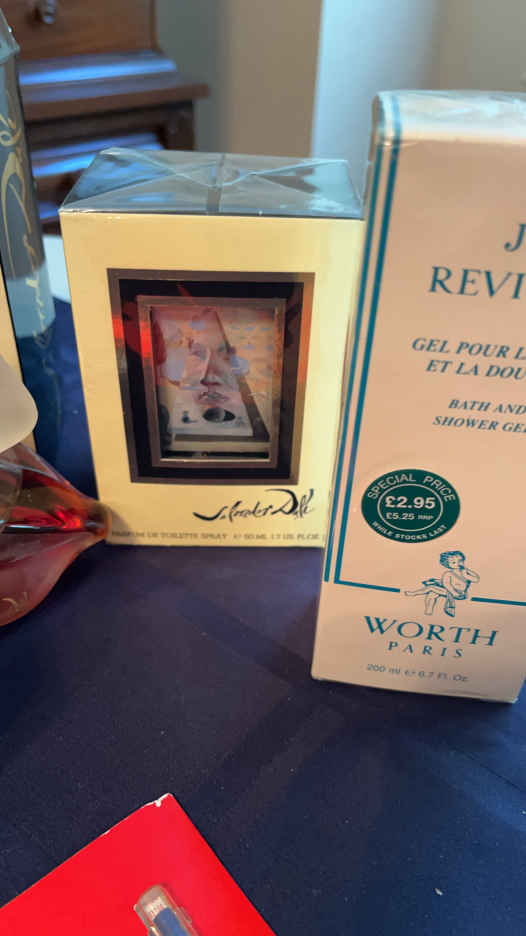 Salvador Dali
PARFUM DE TOILETTE SPRAY ℮ 50 ML 1.7 US. FL.OZ
J
REVI
GEL POUR L
ET LA DOU
BATH AND
SHOWER GEL
SPECIAL PRICE
£2.95
£5.25 RRP
WHILE STOCKS LAST
WORTH
PARIS
200 ml ℮ 6.7 Fl. Oz.